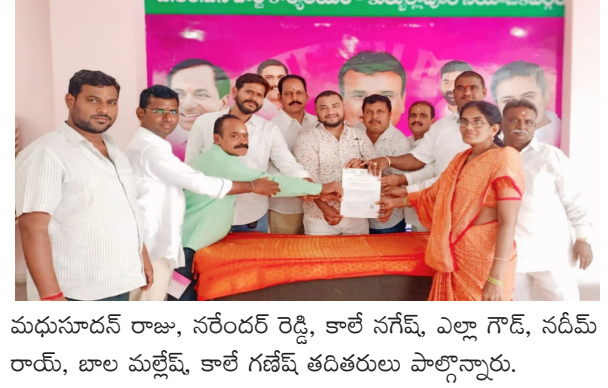 మధుసూదన్ రాజు, నరేందర్ రెడ్డి, కాలే నగేష్, ఎల్లా గౌడ్, నదీమ్
రాయ్, బాల మల్లేష్, కాలే గణేష్ తదితరులు పాల్గొన్నారు.